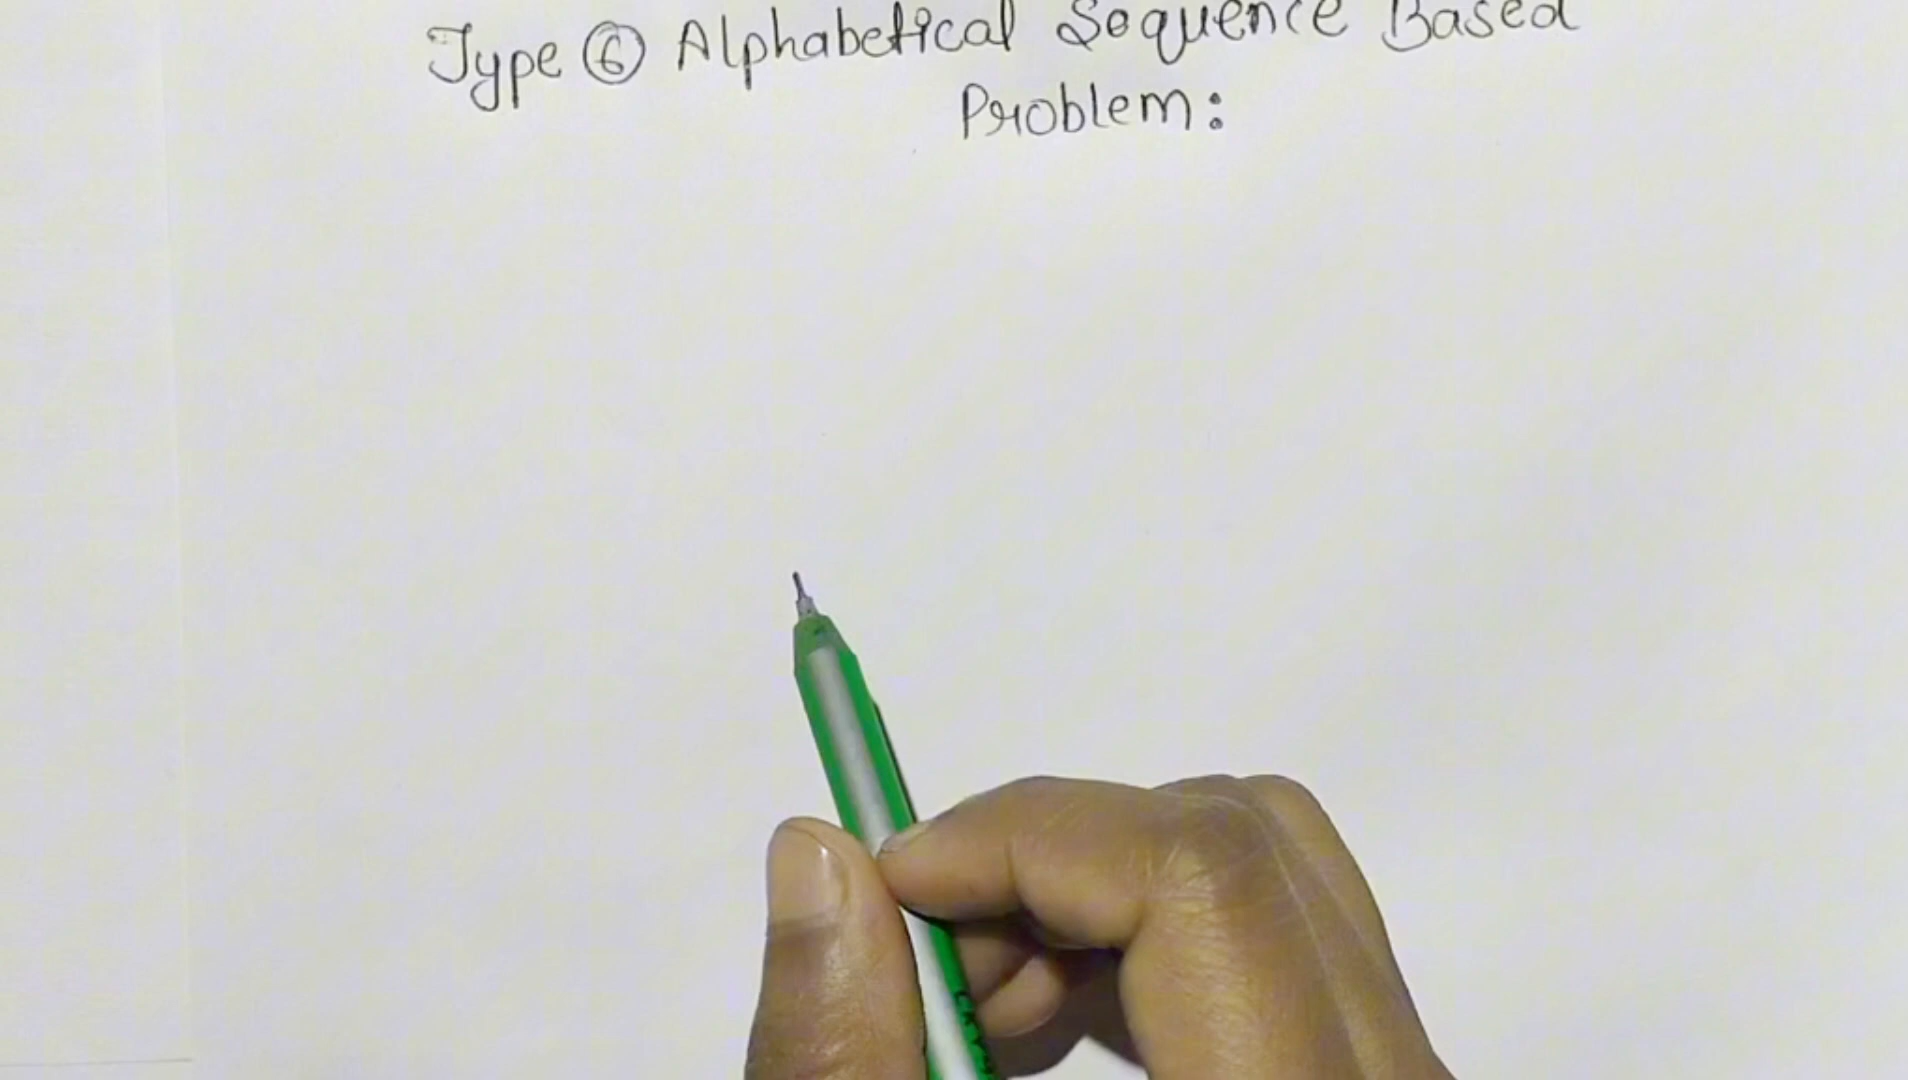 Type ⑥ Alphabetical Sequence Based
Problem: